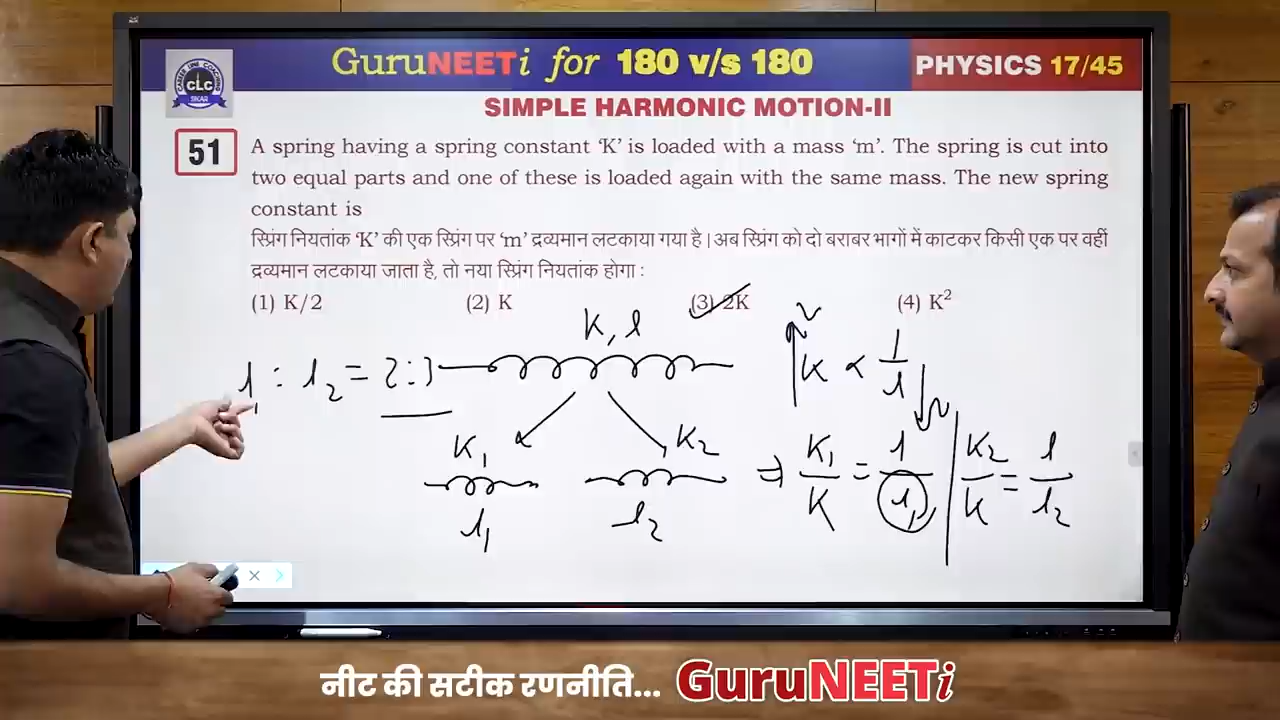 GuruNEETi for 180 v/s 180
PHYSICS 17/45
CLC
SIKAR
SIMPLE HARMONIC MOTION-II
51
A spring having a spring constant ‘K’ is loaded with a mass ‘m’. The spring is cut into
two equal parts and one of these is loaded again with the same mass. The new spring
constant is
स्प्रिंग नियतांक ‘K’ की एक स्प्रिंग पर ‘m’ द्रव्यमान लटकाया गया है। अब स्प्रिंग को दो बराबर भागों में काटकर किसी एक पर वहीं
द्रव्यमान लटकाया जाता है, तो नया स्प्रिंग नियतांक होगा :
(1) K/2 (2) K (3) 2K (4) K²
K, l
l₁ : l₂ = 2:3
K ∝ 1/l
K₁ K₂
⇒ K₁/K = l/l₁ | K₂/K = l/l₂
l₁ l₂
नीट की सटीक रणनीति... GuruNEETi